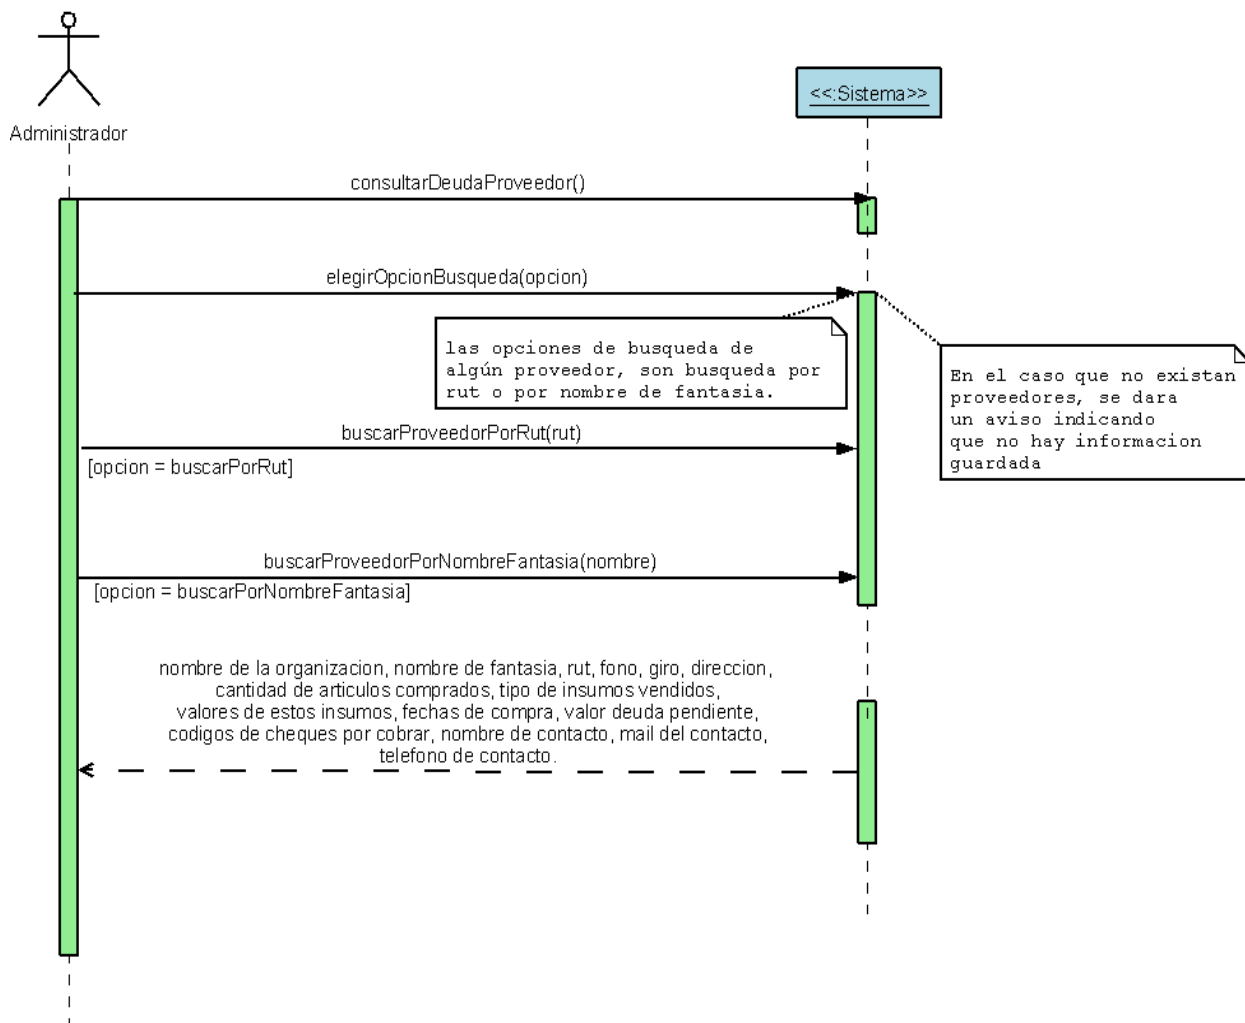 Administrador
<<:Sistema>>
consultarDeudaProveedor()
elegirOpcionBusqueda(opcion)
las opciones de busqueda de
algún proveedor, son busqueda por
rut o por nombre de fantasia.
En el caso que no existan
proveedores, se dara
un aviso indicando
que no hay informacion
guardada
buscarProveedorPorRut(rut)
[opcion = buscarPorRut]
buscarProveedorPorNombreFantasia(nombre)
[opcion = buscarPorNombreFantasia]
nombre de la organizacion, nombre de fantasia, rut, fono, giro, direccion,
cantidad de articulos comprados, tipo de insumos vendidos,
valores de estos insumos, fechas de compra, valor deuda pendiente,
codigos de cheques por cobrar, nombre de contacto, mail del contacto,
telefono de contacto.